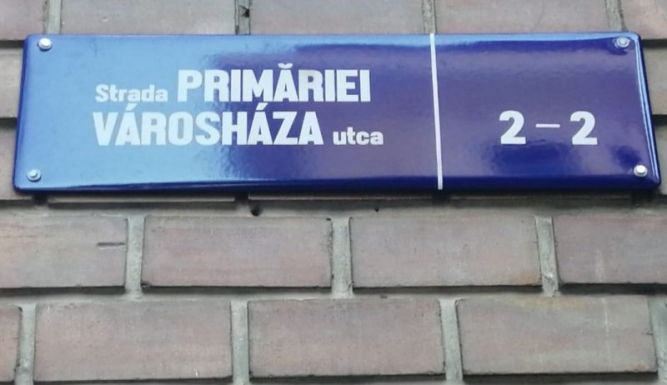 Strada PRIMĂRIEI
VÁROSHÁZA utca
2-2